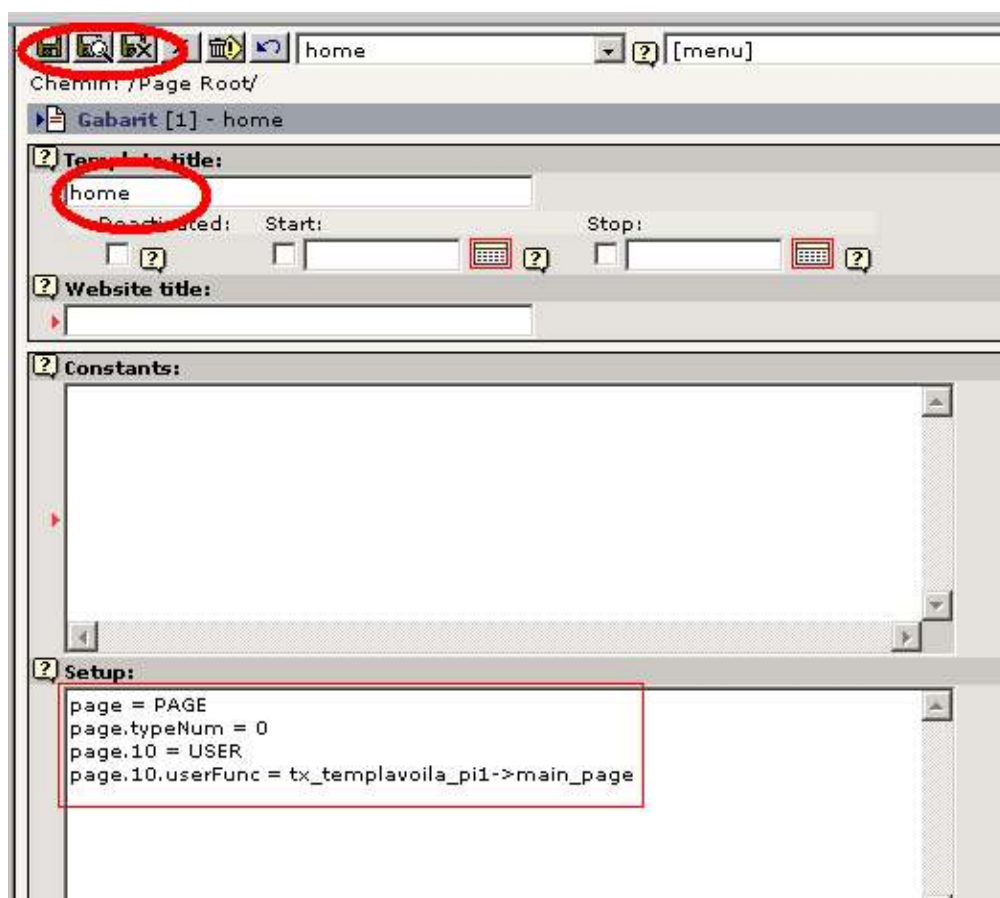 home [menu]
Chemin: /Page Root/
Gabarit [1] - home
Template title:
home
Deactivated: Start: Stop:
Website title:
Constants:
Setup:
page = PAGE
page.typeNum = 0
page.10 = USER
page.10.userFunc = tx_templavoila_pi1->main_page